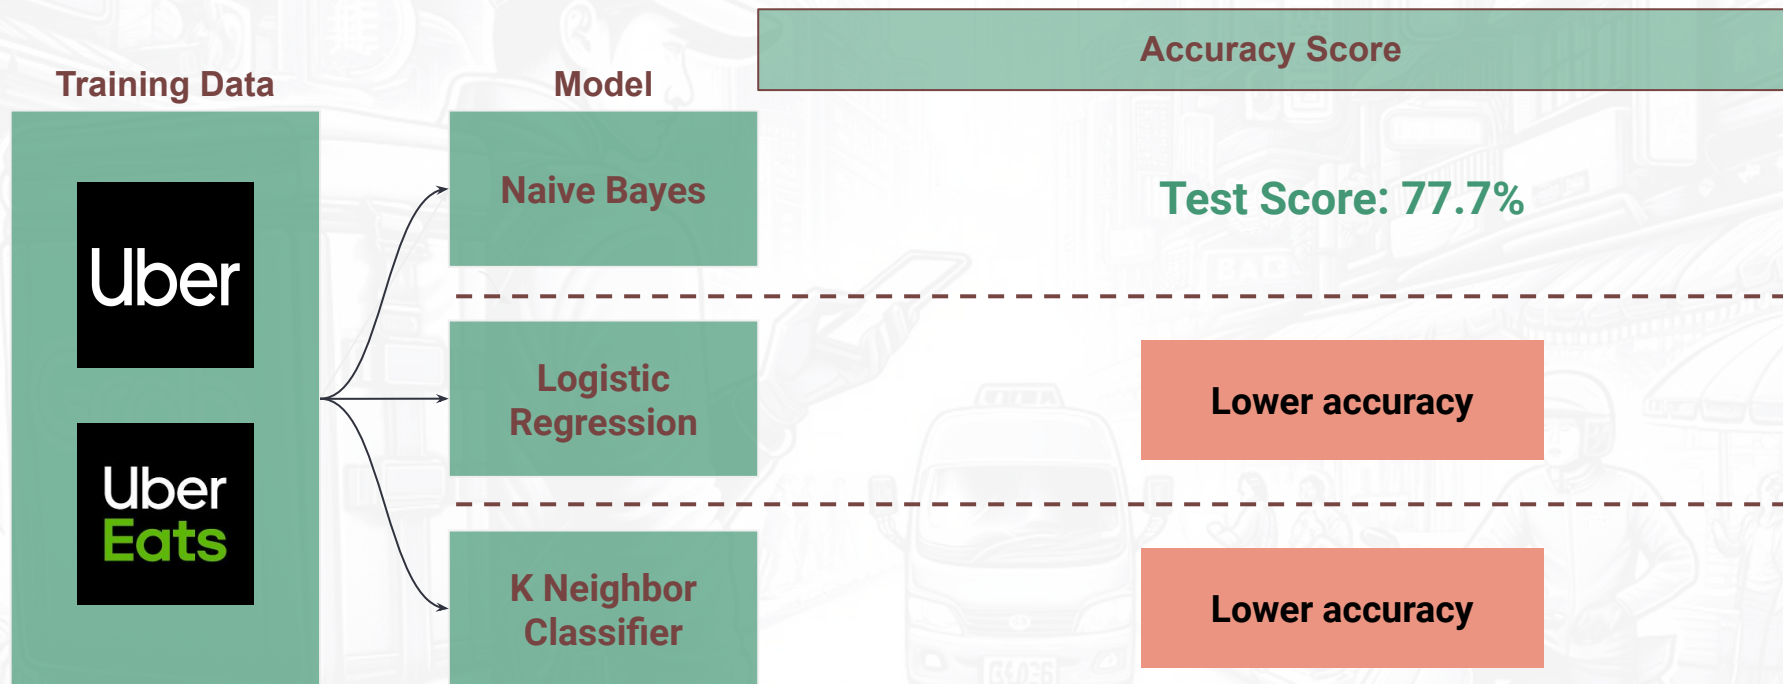 Accuracy Score
Training Data
Model
Uber
Uber
Eats
Naive Bayes
Test Score: 77.7%
Logistic
Regression
Lower accuracy
K Neighbor
Classifier
Lower accuracy